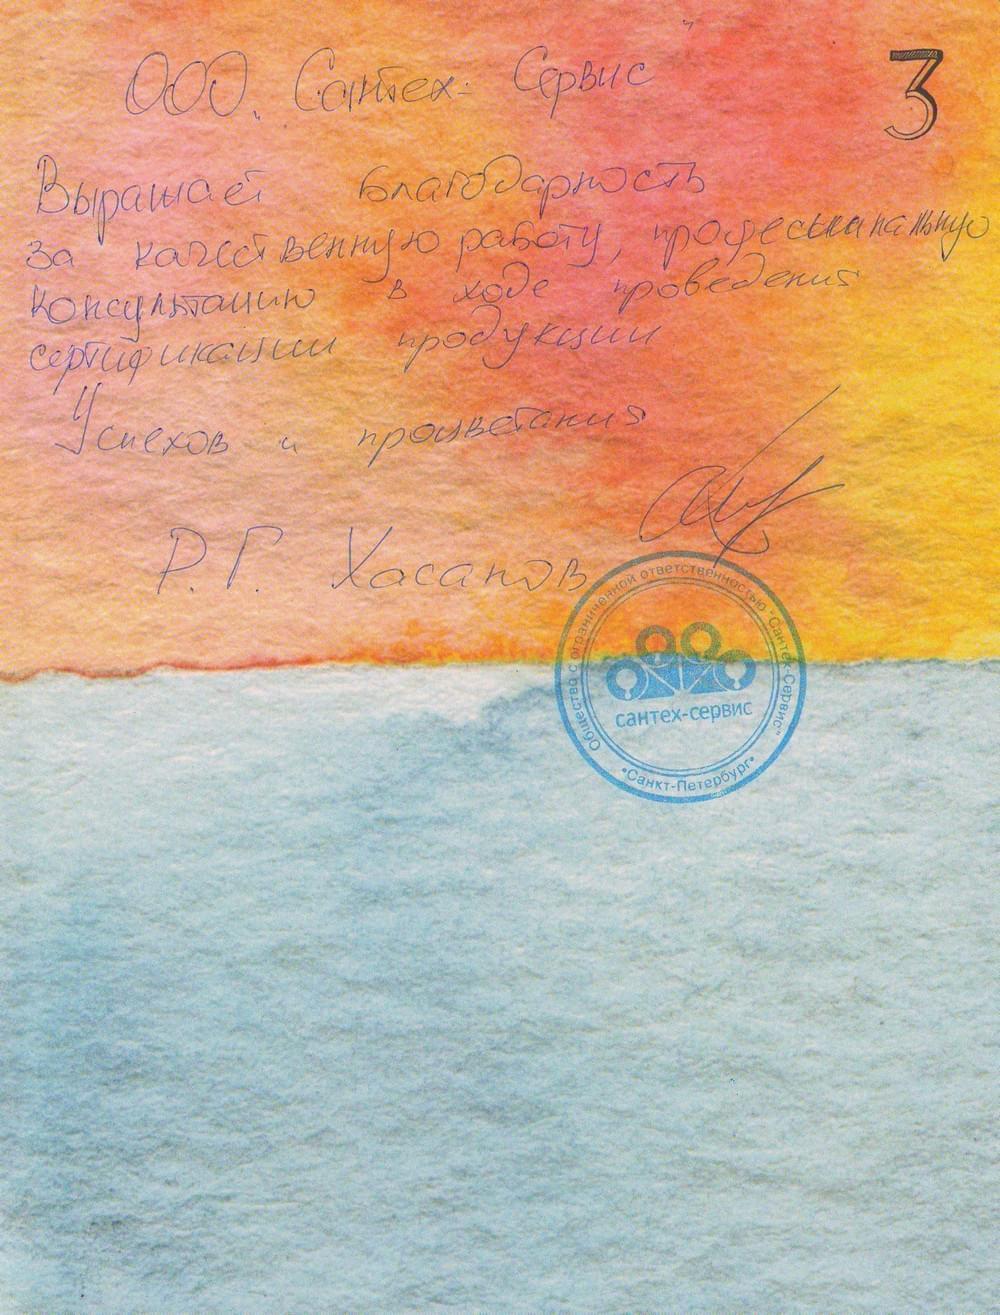 ООО „Сантех-Сервис"
3
Выражает благодарность
за качественную работу, професиинальную
консультацию в ходе проведения
сертификации продукции
Успехов и процветания
Р.Г. Хасанов
Общество с ограниченной ответственностью "Сантех-Сервис"
сантех-сервис
•Санкт-Петербург•